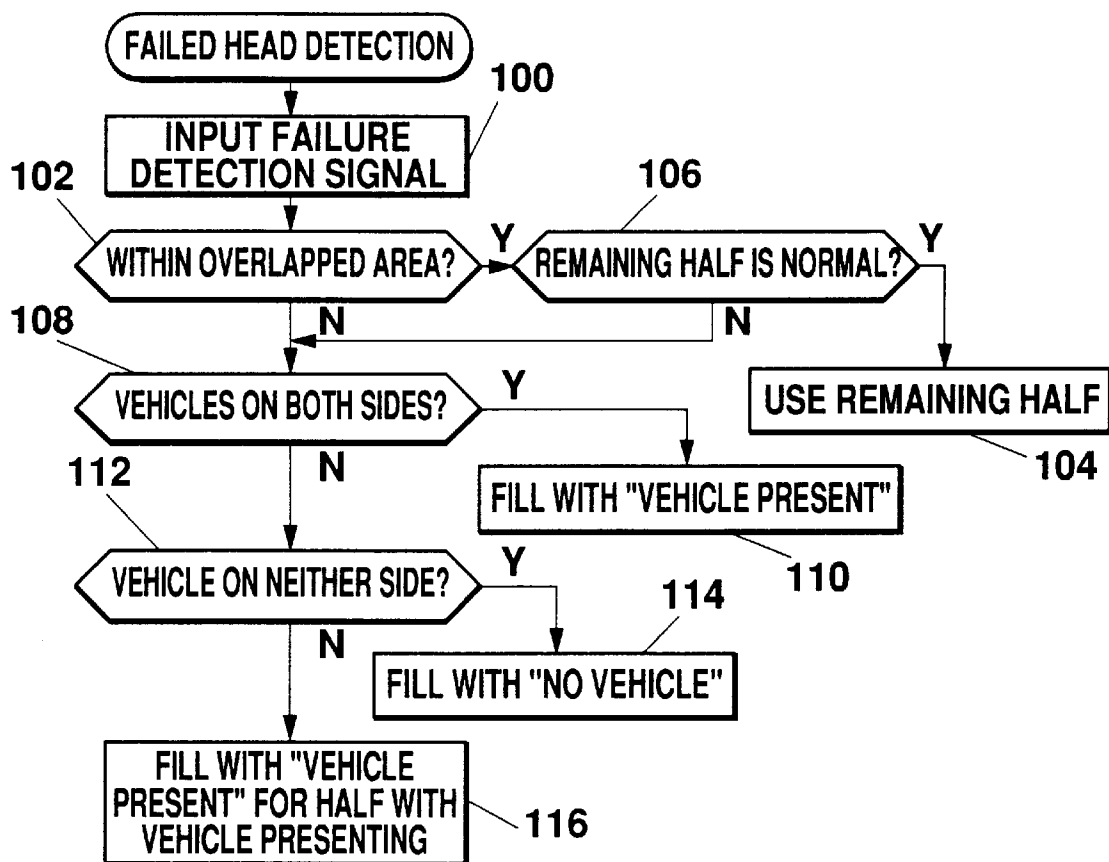 FAILED HEAD DETECTION
100
INPUT FAILURE
DETECTION SIGNAL
102
106
WITHIN OVERLAPPED AREA?
Y
REMAINING HALF IS NORMAL?
Y
N
N
108
VEHICLES ON BOTH SIDES?
Y
USE REMAINING HALF
104
N
112
FILL WITH "VEHICLE PRESENT"
110
VEHICLE ON NEITHER SIDE?
Y
114
N
FILL WITH "NO VEHICLE"
FILL WITH "VEHICLE
PRESENT" FOR HALF WITH
VEHICLE PRESENTING
116